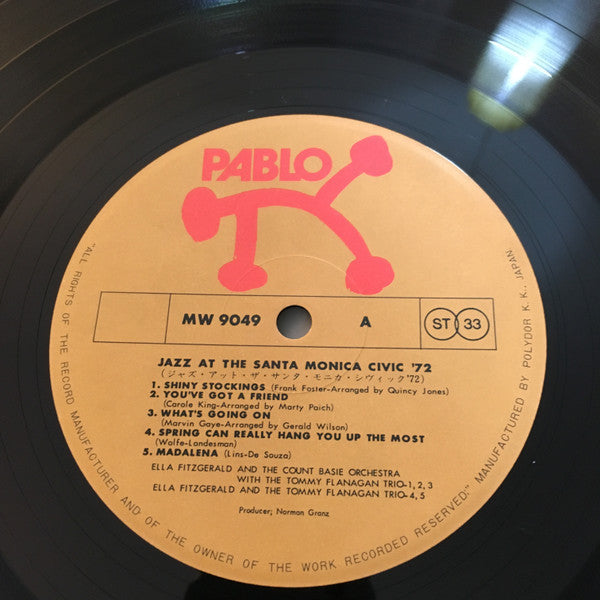 PABLO
MW 9049 A ST 33
JAZZ AT THE SANTA MONICA CIVIC '72
(ジャズ・アット・ザ・サンタ・モニカ・シヴィック'72)
1. SHINY STOCKINGS (Frank Foster-Arranged by Quincy Jones)
2. YOU'VE GOT A FRIEND
(Carole King-Arranged by Marty Paich)
3. WHAT'S GOING ON
(Marvin Gaye-Arranged by Gerald Wilson)
4. SPRING CAN REALLY HANG YOU UP THE MOST
(Wolfe-Landesman)
5. MADALENA (Lins-De Souza)
ELLA FITZGERALD AND THE COUNT BASIE ORCHESTRA
WITH THE TOMMY FLANAGAN TRIO-1, 2, 3
ELLA FITZGERALD AND THE TOMMY FLANAGAN TRIO-4, 5
Producer; Norman Granz
"ALL RIGHTS OF THE RECORD MANUFACTURER AND OF THE OWNER OF THE WORK RECORDED RESERVED." MANUFACTURED BY POLYDOR K.K., JAPAN